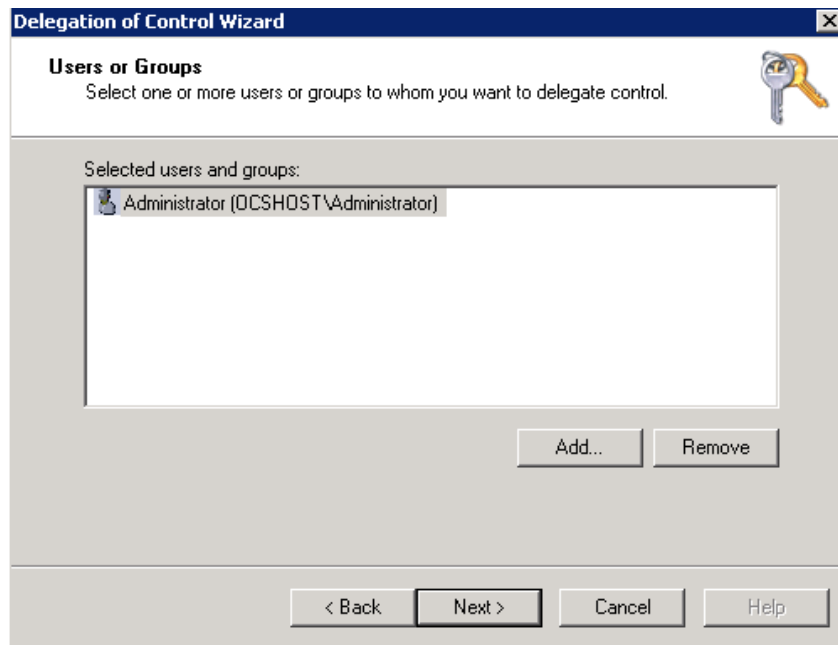 Delegation of Control Wizard
Users or Groups
Select one or more users or groups to whom you want to delegate control.
Selected users and groups:
Administrator (OCSHOST\Administrator)
Add...
Remove
< Back
Next >
Cancel
Help